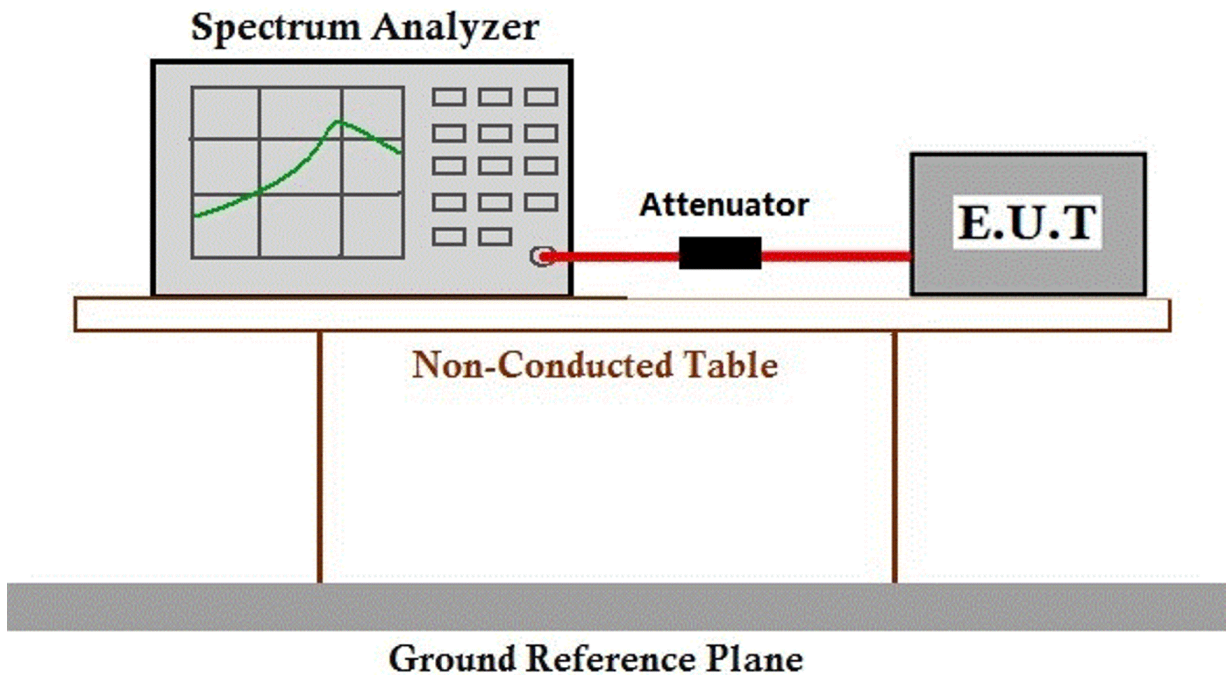 Spectrum Analyzer
Attenuator
E.U.T
Non-Conducted Table
Ground Reference Plane